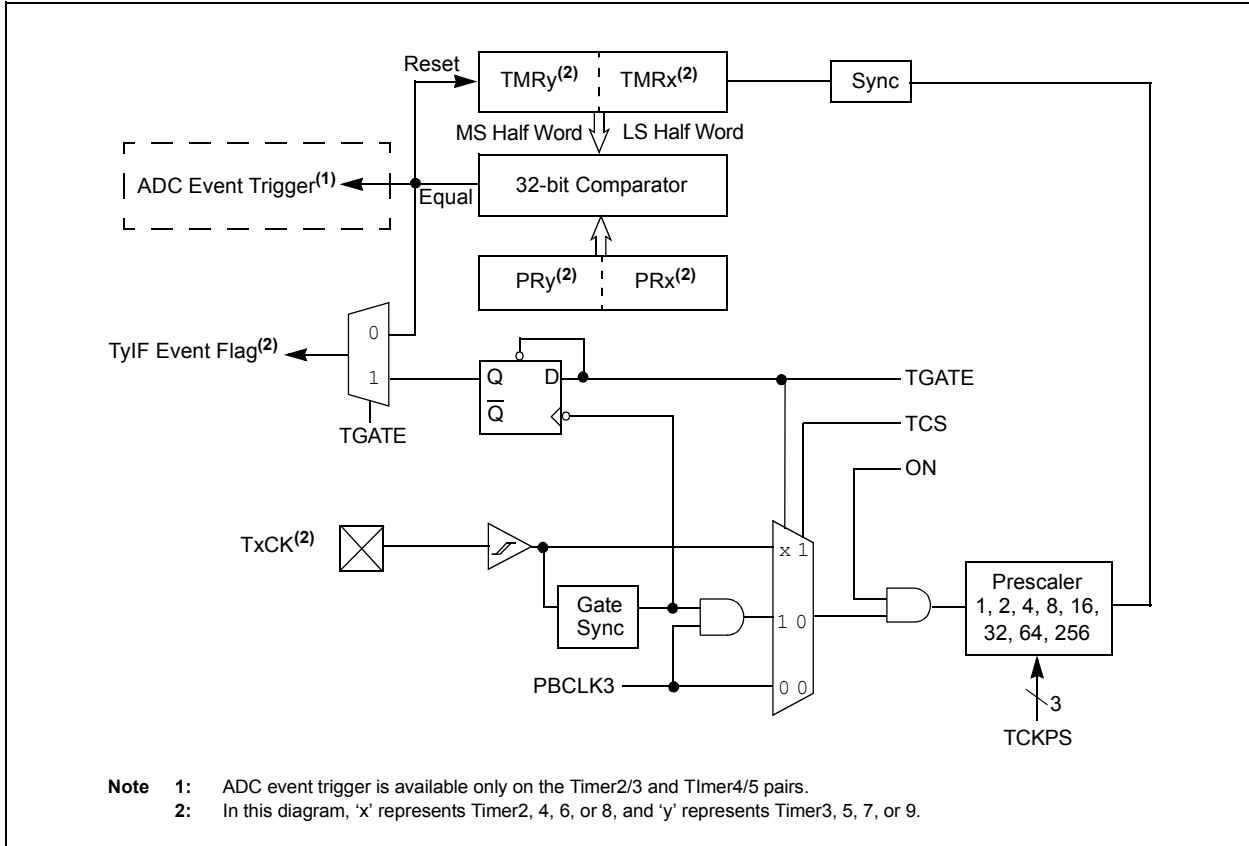 Reset
TMRy(2) TMRx(2)
Sync
MS Half Word LS Half Word
ADC Event Trigger(1)
Equal
32-bit Comparator
PRy(2) PRx(2)
TyIF Event Flag(2)
0
1
TGATE
Q D
Q
TGATE
TCS
ON
TxCK(2)
x 1
Gate
Sync
1 0
PBCLK3
0 0
Prescaler
1, 2, 4, 8, 16,
32, 64, 256
3
TCKPS
Note 1: ADC event trigger is available only on the Timer2/3 and TImer4/5 pairs.
2: In this diagram, ‘x’ represents Timer2, 4, 6, or 8, and ‘y’ represents Timer3, 5, 7, or 9.